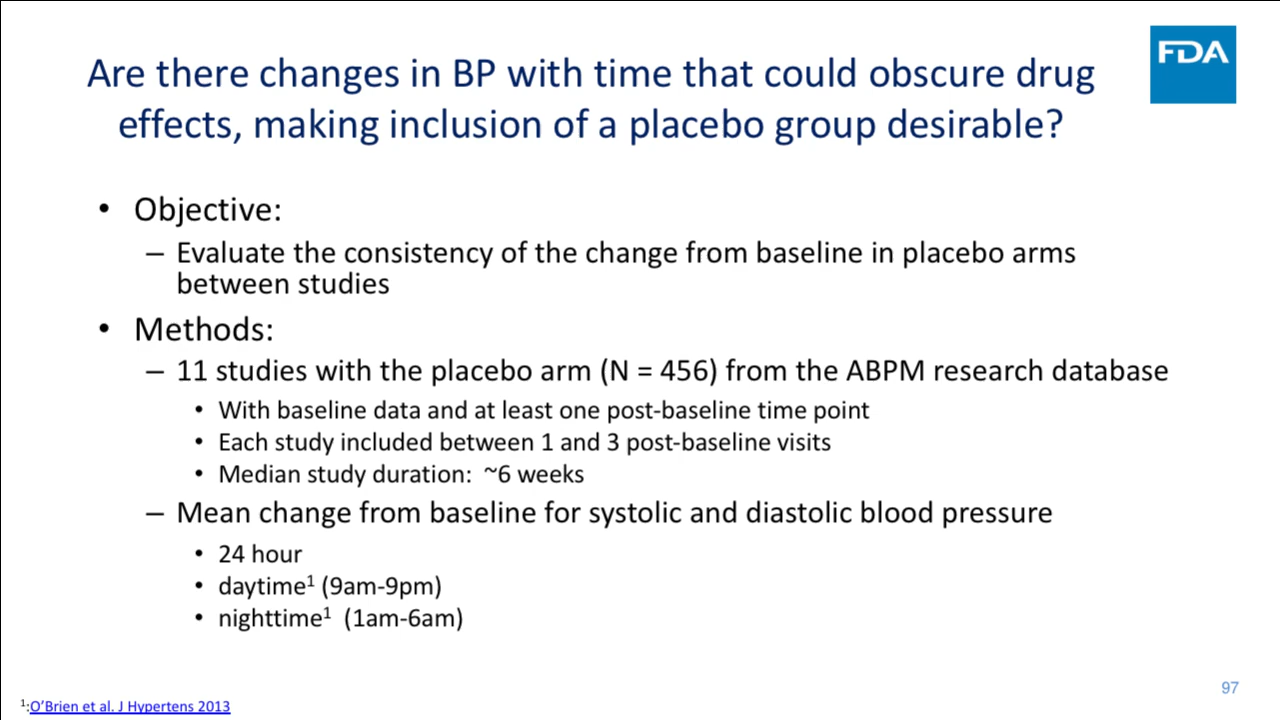 FDA
Are there changes in BP with time that could obscure drug
effects, making inclusion of a placebo group desirable?
• Objective:
– Evaluate the consistency of the change from baseline in placebo arms
between studies
• Methods:
– 11 studies with the placebo arm (N = 456) from the ABPM research database
• With baseline data and at least one post-baseline time point
• Each study included between 1 and 3 post-baseline visits
• Median study duration: ~6 weeks
– Mean change from baseline for systolic and diastolic blood pressure
• 24 hour
• daytime¹ (9am-9pm)
• nighttime¹ (1am-6am)
97
¹:O’Brien et al. J Hypertens 2013